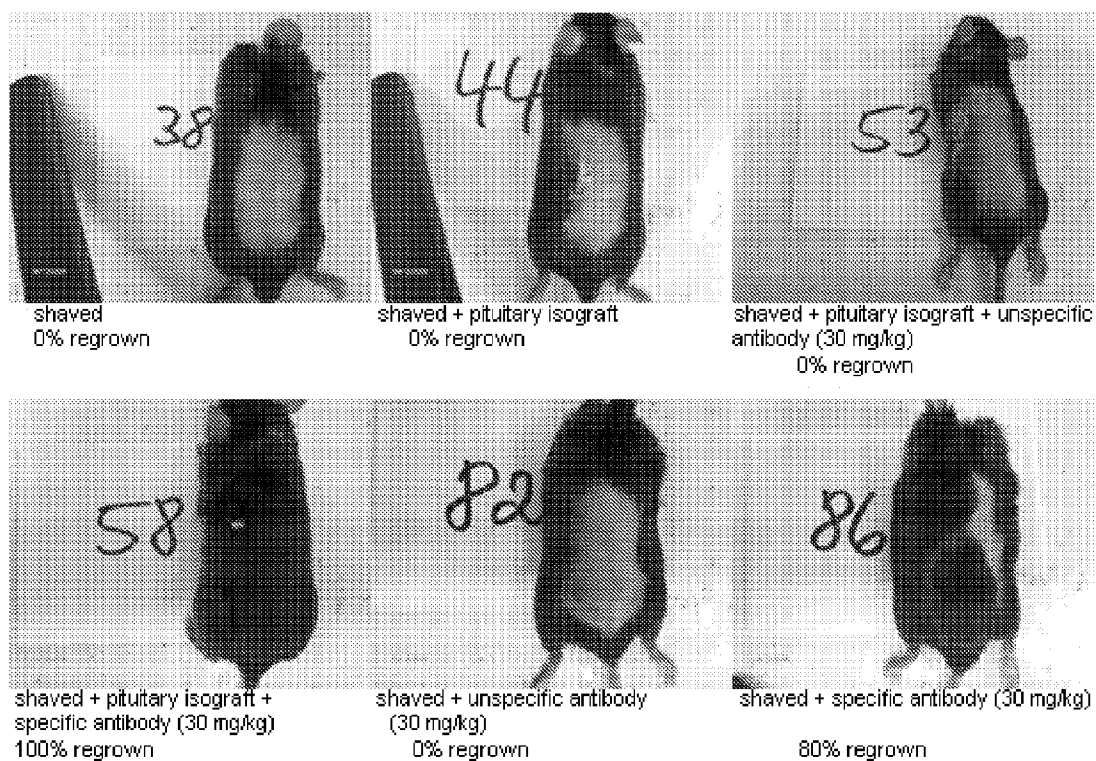 38
44
53
shaved
0% regrown
shaved + pituitary isograft
0% regrown
shaved + pituitary isograft + unspecific
antibody (30 mg/kg)
0% regrown
58
82
86
shaved + pituitary isograft +
specific antibody (30 mg/kg)
100% regrown
shaved + unspecific antibody
(30 mg/kg)
0% regrown
shaved + specific antibody (30 mg/kg)
80% regrown